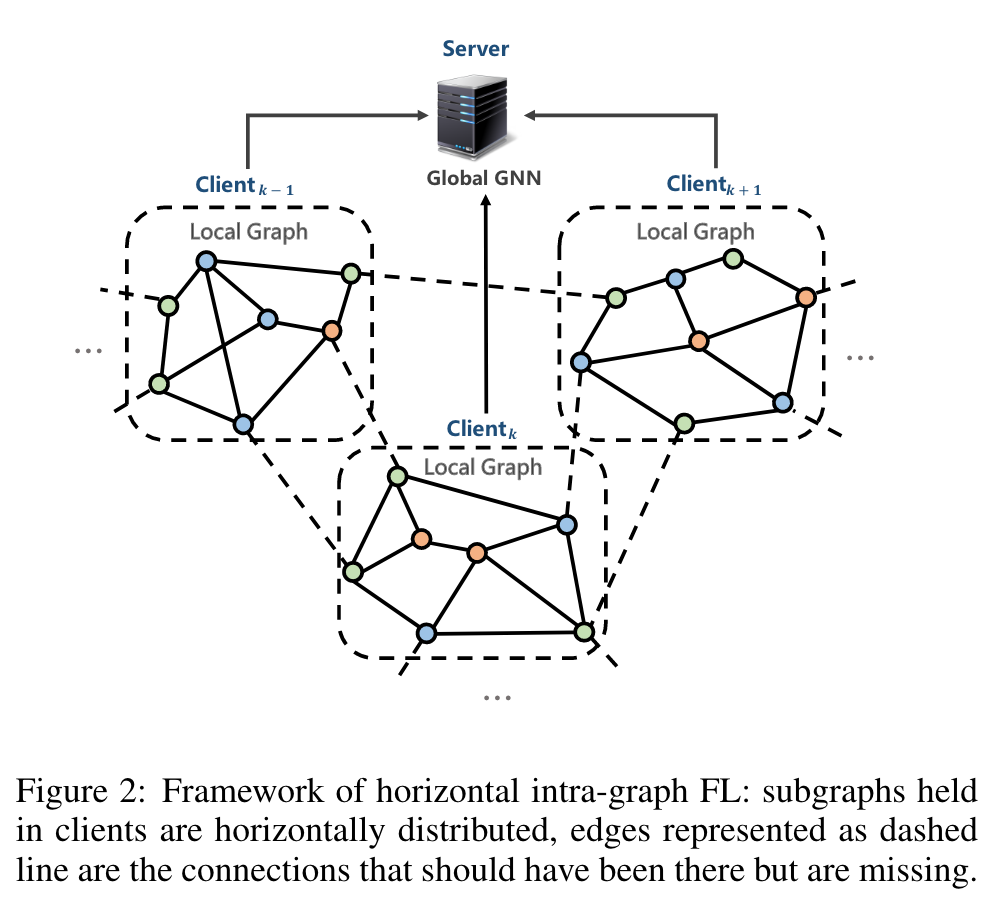 Server
Global GNN
Client k − 1
Client k + 1
Local Graph
Local Graph
...
...
Client k
Local Graph
...
Figure 2: Framework of horizontal intra-graph FL: subgraphs held
in clients are horizontally distributed, edges represented as dashed
line are the connections that should have been there but are missing.